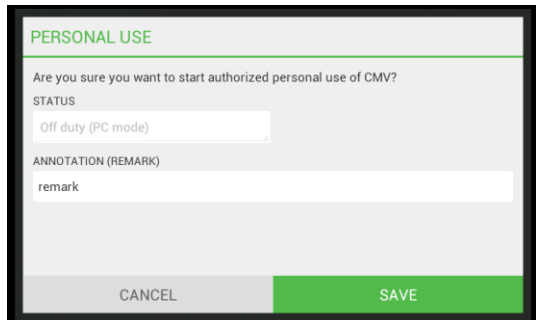 PERSONAL USE
Are you sure you want to start authorized personal use of CMV?
STATUS
Off duty (PC mode)
ANNOTATION (REMARK)
remark
CANCEL
SAVE